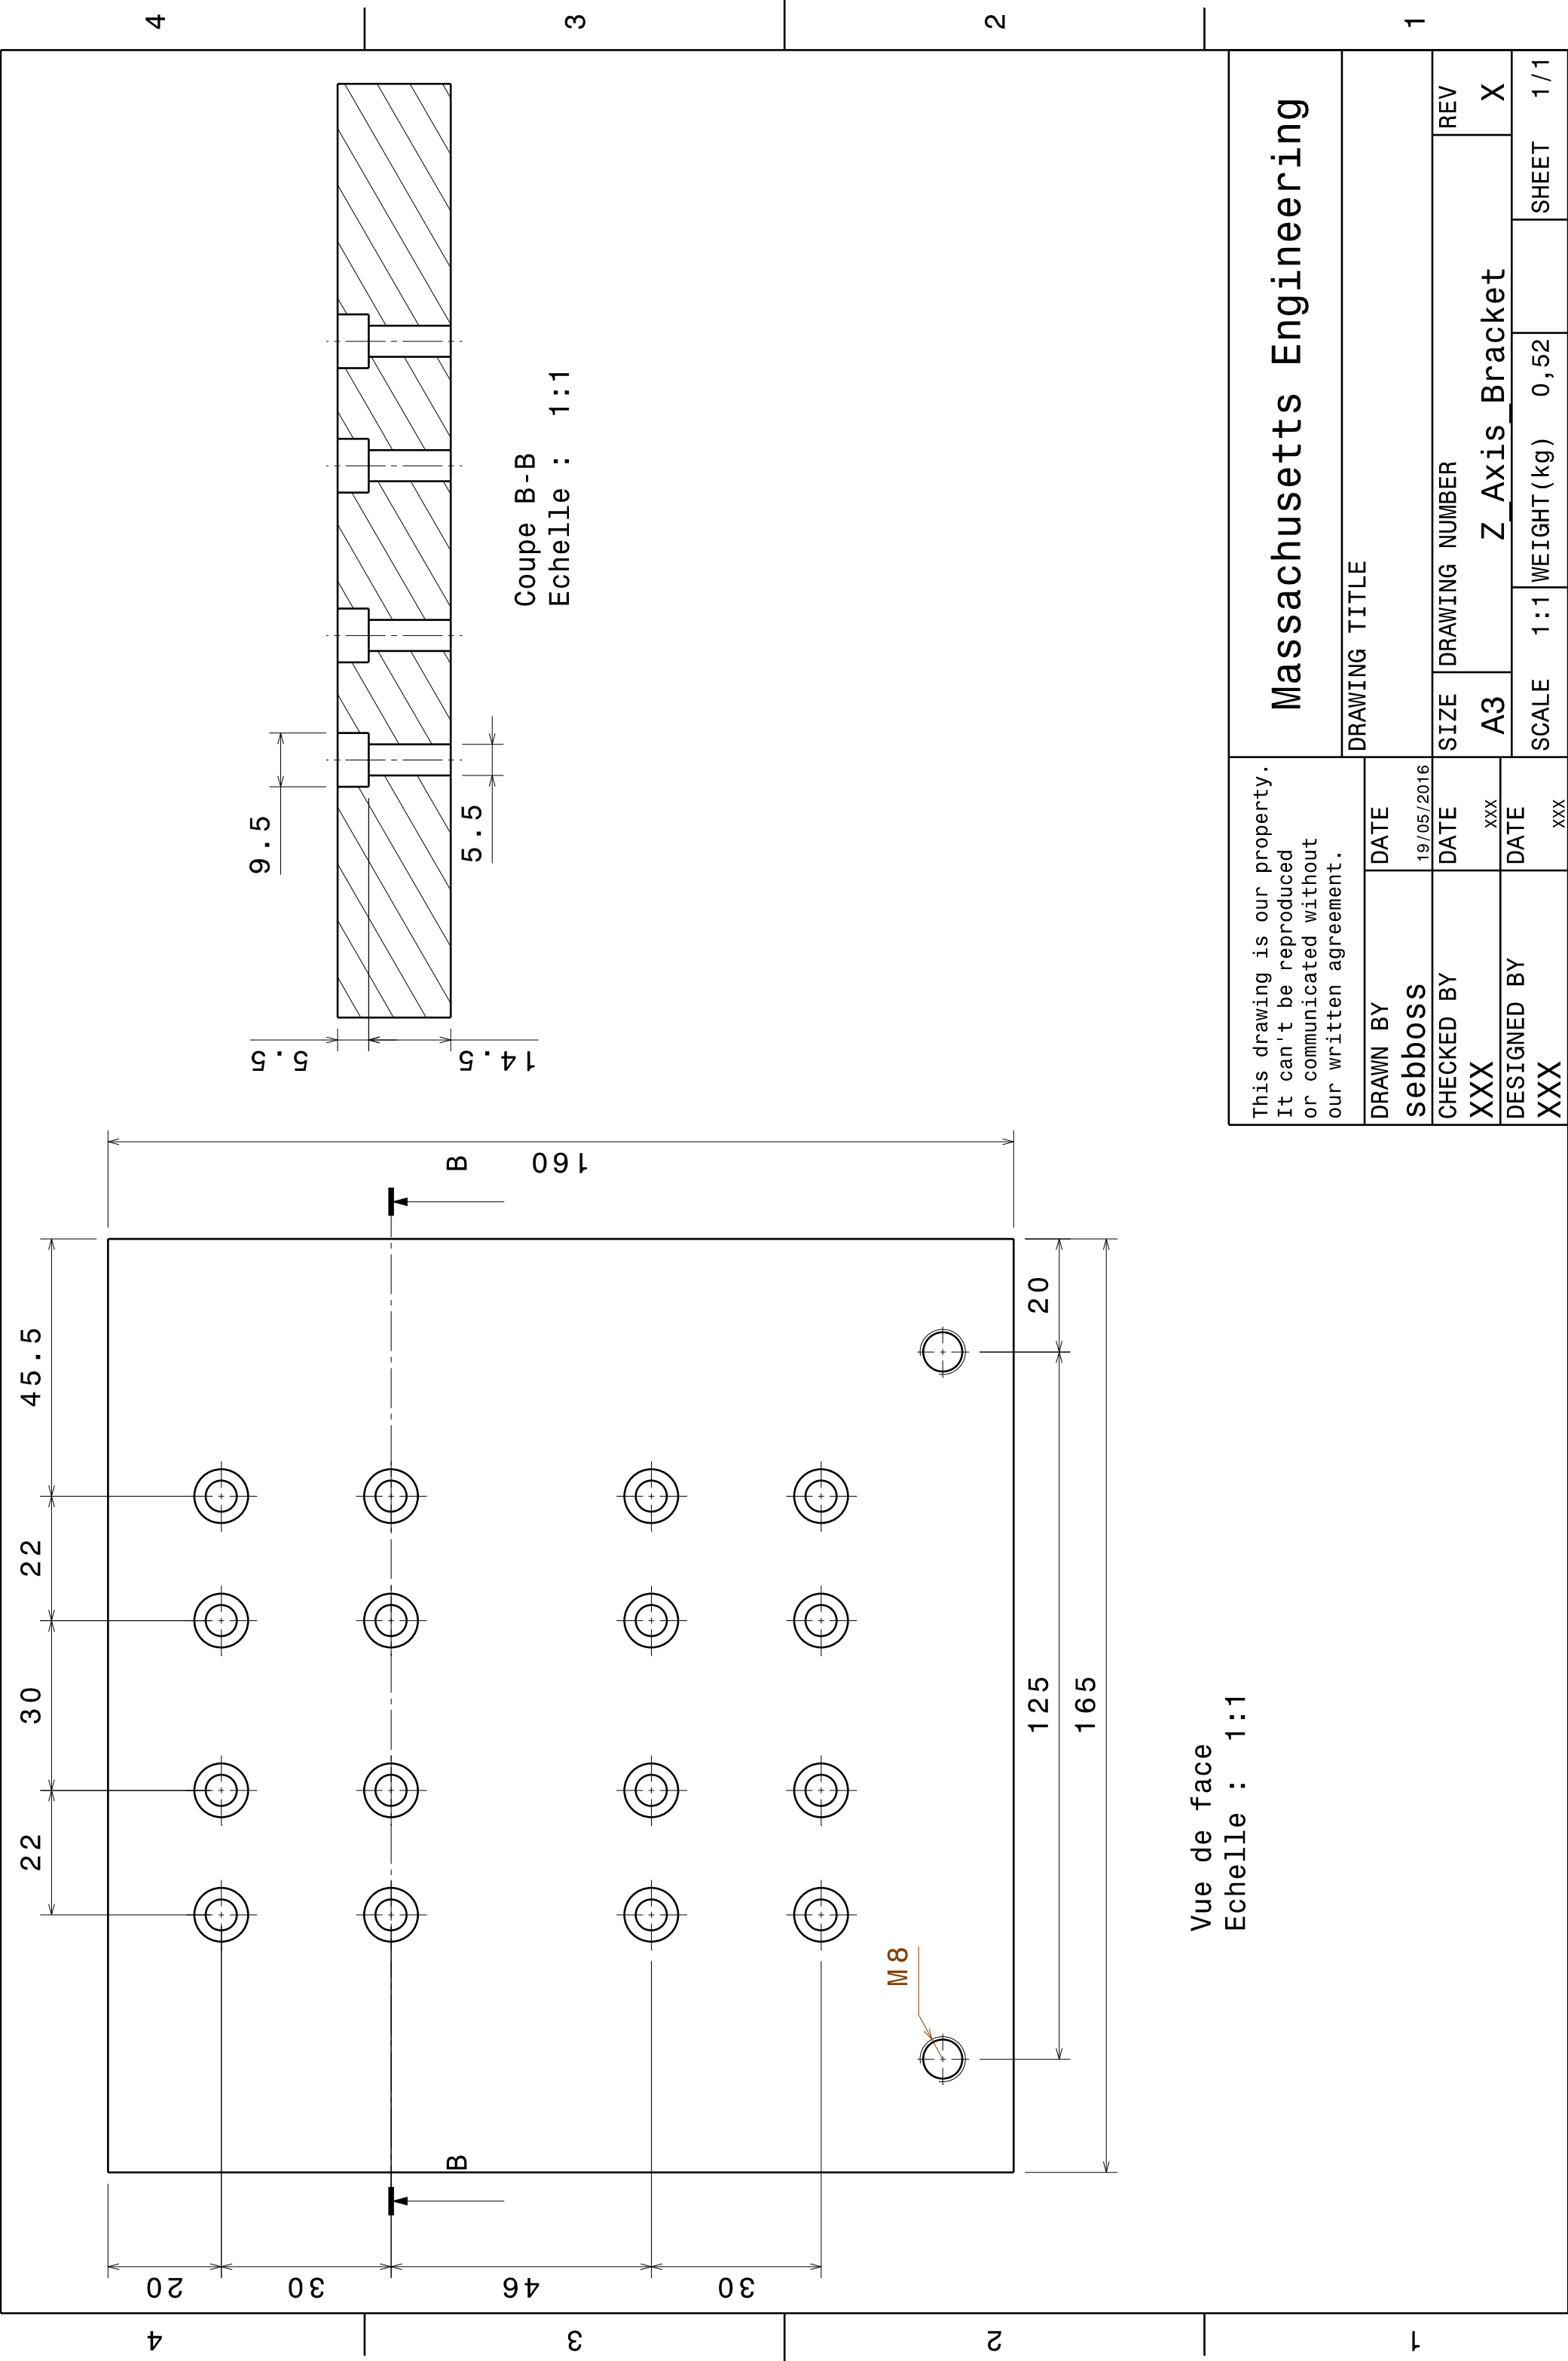 4
3
2
1
45.5
22
30
22
20
30
46
30
160
B
B
M8
20
125
165
Vue de face
Echelle : 1:1
9.5
5.5
5.5
14.5
Coupe B-B
Echelle : 1:1
This drawing is our property.
It can't be reproduced
or communicated without
our written agreement.
DRAWN BY
sebboss
DATE
19/05/2016
CHECKED BY
XXX
DATE
XXX
DESIGNED BY
XXX
DATE
XXX
Massachusetts Engineering
DRAWING TITLE
SIZE
A3
DRAWING NUMBER
Z_Axis_Bracket
REV
X
SCALE 1:1
WEIGHT(kg) 0,52
SHEET 1/1
4
3
2
1